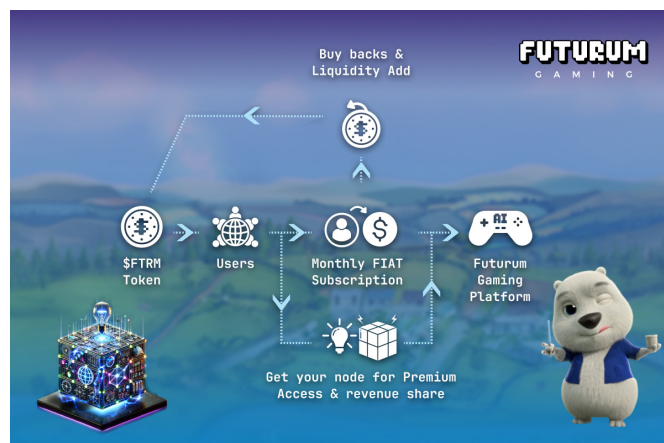 Buy backs &
Liquidity Add
FUTURUM
GAMING
AI
$FTRM
Token
Users
$
Monthly FIAT
Subscription
Futurum
Gaming
Platform
Get your node for Premium
Access & revenue share